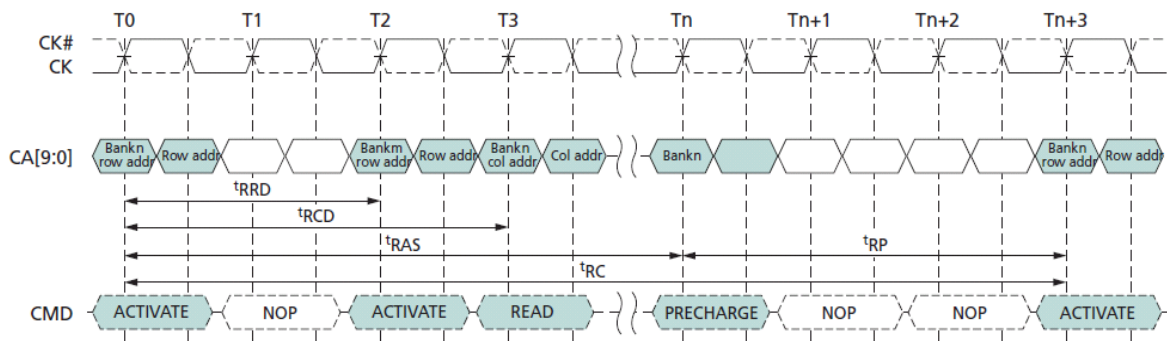 T0 T1 T2 T3 Tn Tn+1 Tn+2 Tn+3
CK#
CK
CA[9:0]
Bankn
row addr
Row addr
Bankm
row addr
Row addr
Bankn
col addr
Col addr
Bankn
Bankn
row addr
Row addr
tRRD
tRCD
tRAS
tRP
tRC
CMD ACTIVATE NOP ACTIVATE READ PRECHARGE NOP NOP ACTIVATE